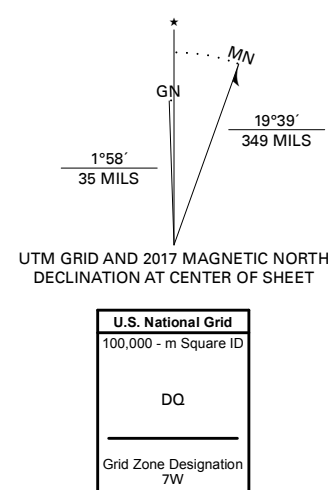 ★
MN
GN
19°39´
349 MILS
1°58´
35 MILS
UTM GRID AND 2017 MAGNETIC NORTH
DECLINATION AT CENTER OF SHEET
U.S. National Grid
100,000 - m Square ID
DQ
Grid Zone Designation
7W